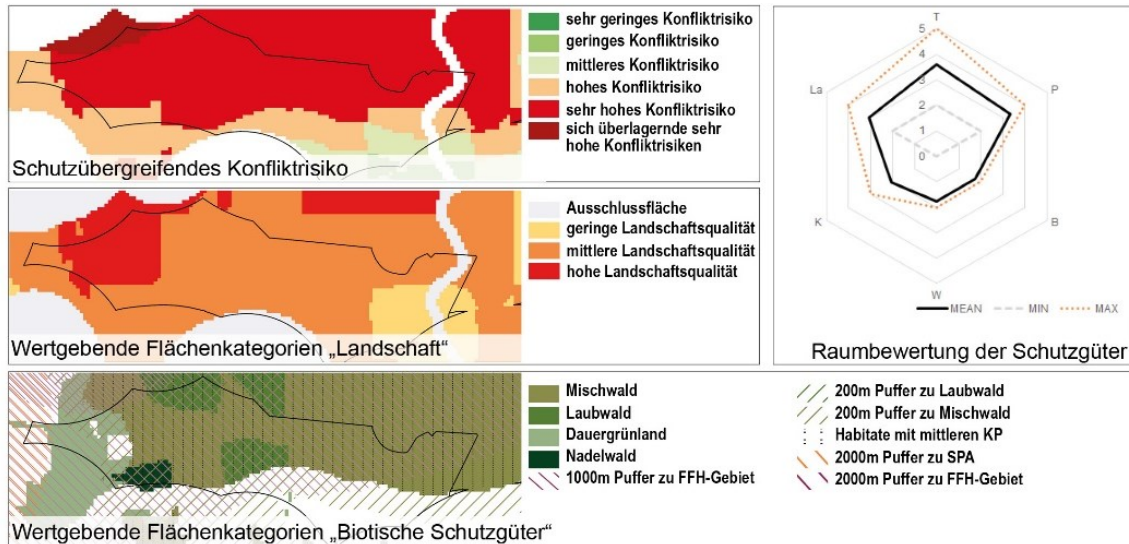 sehr geringes Konfliktrisiko
geringes Konfliktrisiko
mittleres Konfliktrisiko
hohes Konfliktrisiko
sehr hohes Konfliktrisiko
sich überlagernde sehr
hohe Konfliktrisiken
Schutzübergreifendes Konfliktrisiko
Ausschlussfläche
geringe Landschaftsqualität
mittlere Landschaftsqualität
hohe Landschaftsqualität
Wertgebende Flächenkategorien „Landschaft“
T
5
4
3
2
1
0
La
P
K
B
W
MEAN MIN MAX
Raumbewertung der Schutzgüter
Mischwald
Laubwald
Dauergrünland
Nadelwald
1000m Puffer zu FFH-Gebiet
200m Puffer zu Laubwald
200m Puffer zu Mischwald
Habitate mit mittleren KP
2000m Puffer zu SPA
2000m Puffer zu FFH-Gebiet
Wertgebende Flächenkategorien „Biotische Schutzgüter“